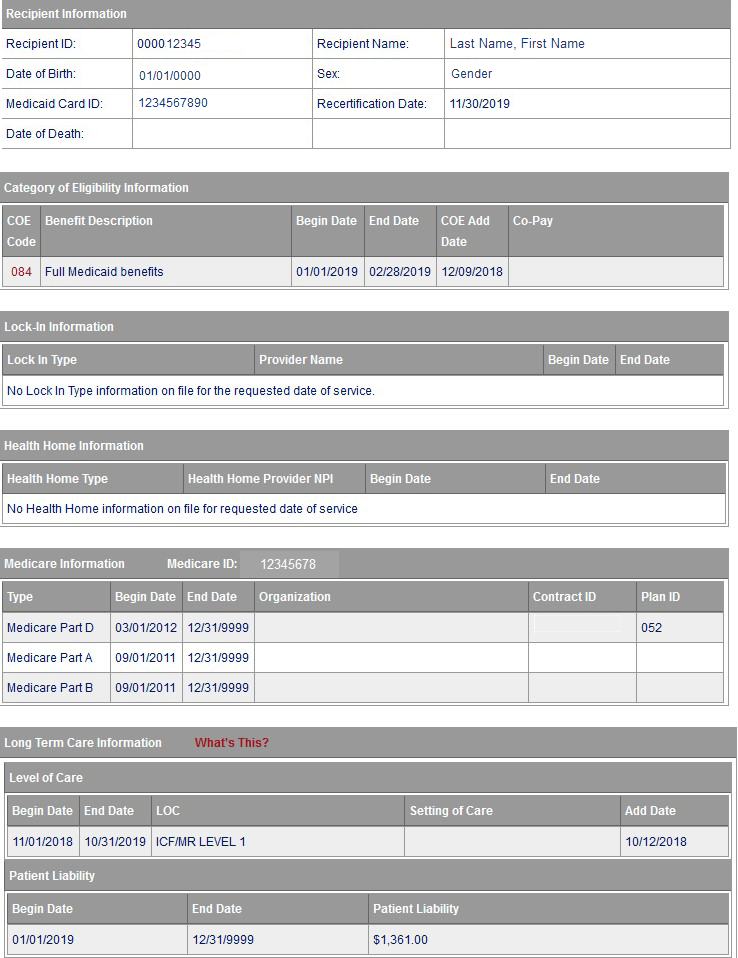 Recipient Information
Recipient ID: 000012345 Recipient Name: Last Name, First Name
Date of Birth: 01/01/0000 Sex: Gender
Medicaid Card ID: 1234567890 Recertification Date: 11/30/2019
Date of Death:
Category of Eligibility Information
COE Code Benefit Description Begin Date End Date COE Add Date Co-Pay
084 Full Medicaid benefits 01/01/2019 02/28/2019 12/09/2018
Lock-In Information
Lock In Type Provider Name Begin Date End Date
No Lock In Type information on file for the requested date of service.
Health Home Information
Health Home Type Health Home Provider NPI Begin Date End Date
No Health Home information on file for requested date of service
Medicare Information Medicare ID: 12345678
Type Begin Date End Date Organization Contract ID Plan ID
Medicare Part D 03/01/2012 12/31/9999 052
Medicare Part A 09/01/2011 12/31/9999
Medicare Part B 09/01/2011 12/31/9999
Long Term Care Information What's This?
Level of Care
Begin Date End Date LOC Setting of Care Add Date
11/01/2018 10/31/2019 ICF/MR LEVEL 1 10/12/2018
Patient Liability
Begin Date End Date Patient Liability
01/01/2019 12/31/9999 $1,361.00